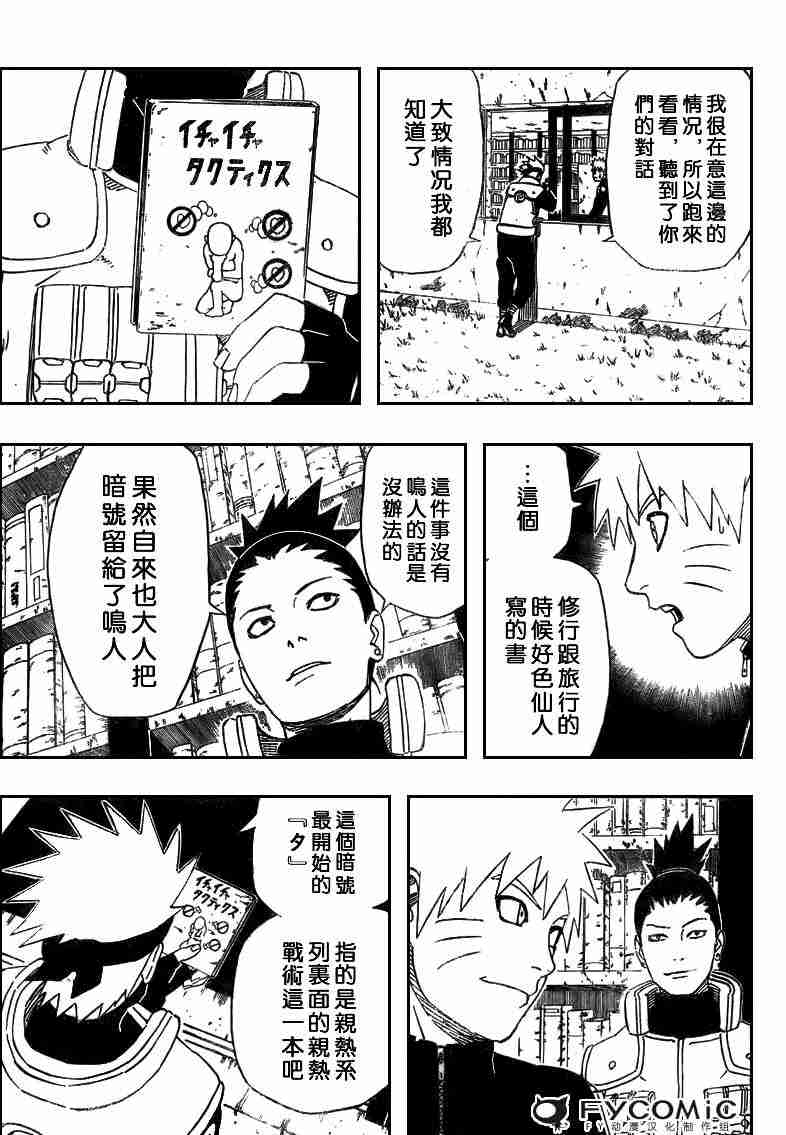 我很在意這邊的
情况，所以跑來
看看，聽到了你
們的對話
大致情况我都
知道了
イチャイチャ
タクティクス
…這個
修行跟旅行的
時候好色仙人
寫的書
這件事沒有
鳴人的話是
沒辦法的
果然自來也大人把
暗號留給了鳴人
這個暗號
最開始的
『タ』
指的是親熱系
列裏面的親熱
戰術這一本吧
イチャイチャ
タクティクス
FYCOMIC
FY动漫汉化制作组